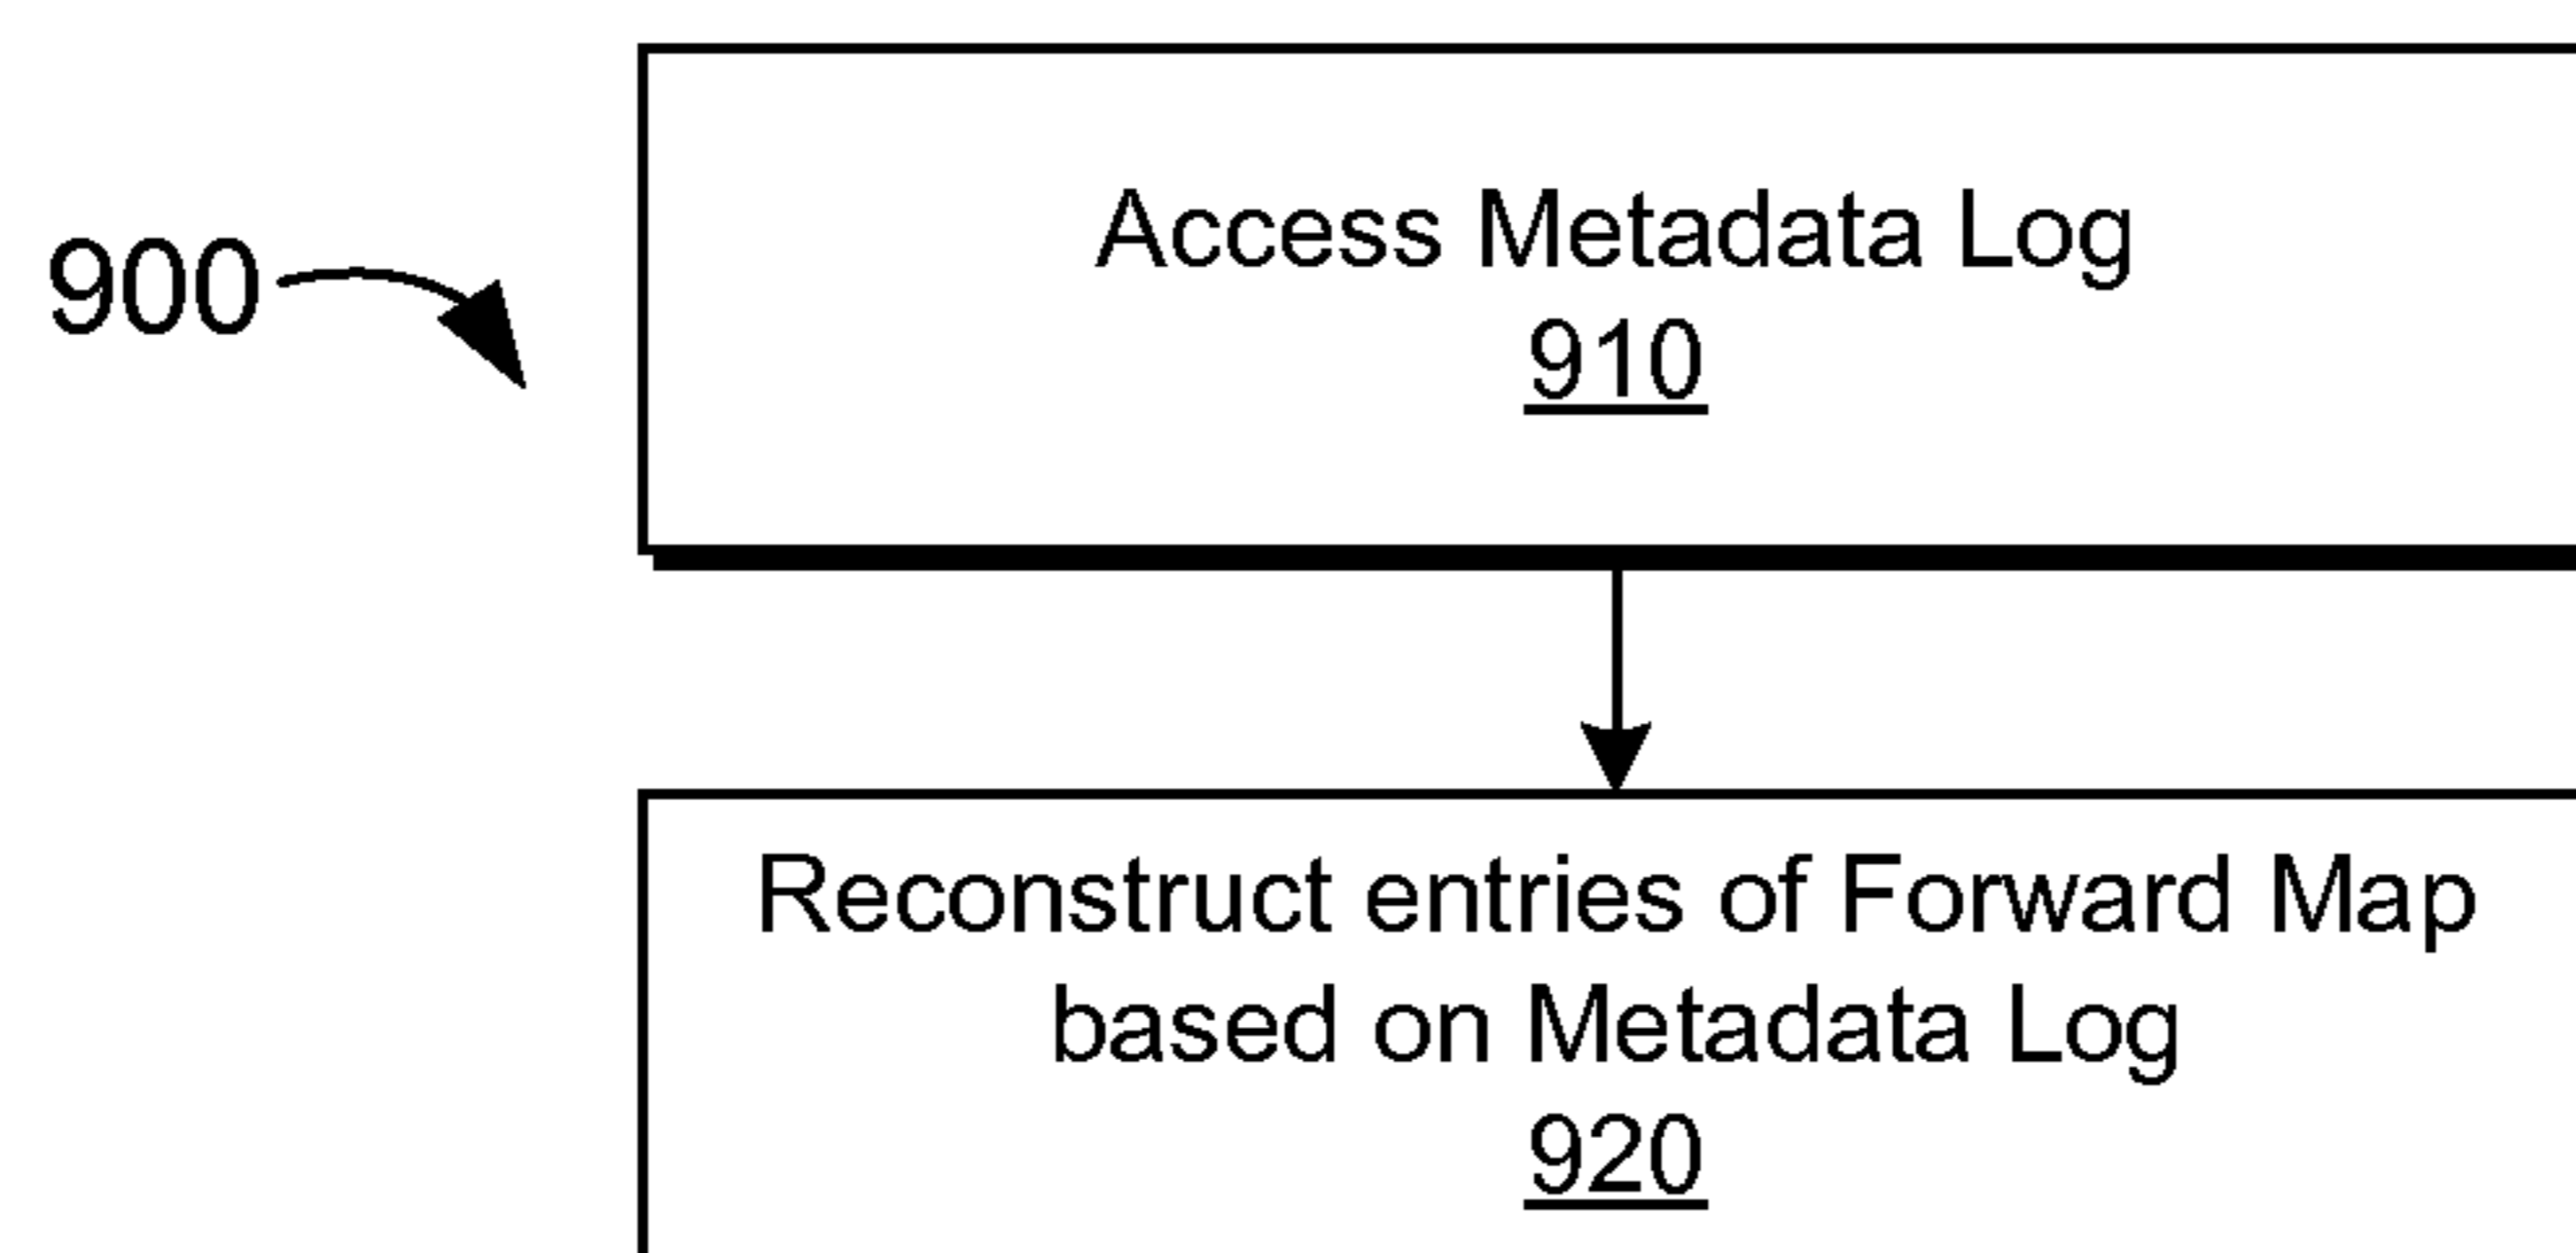 900
Access Metadata Log
910
Reconstruct entries of Forward Map
based on Metadata Log
920